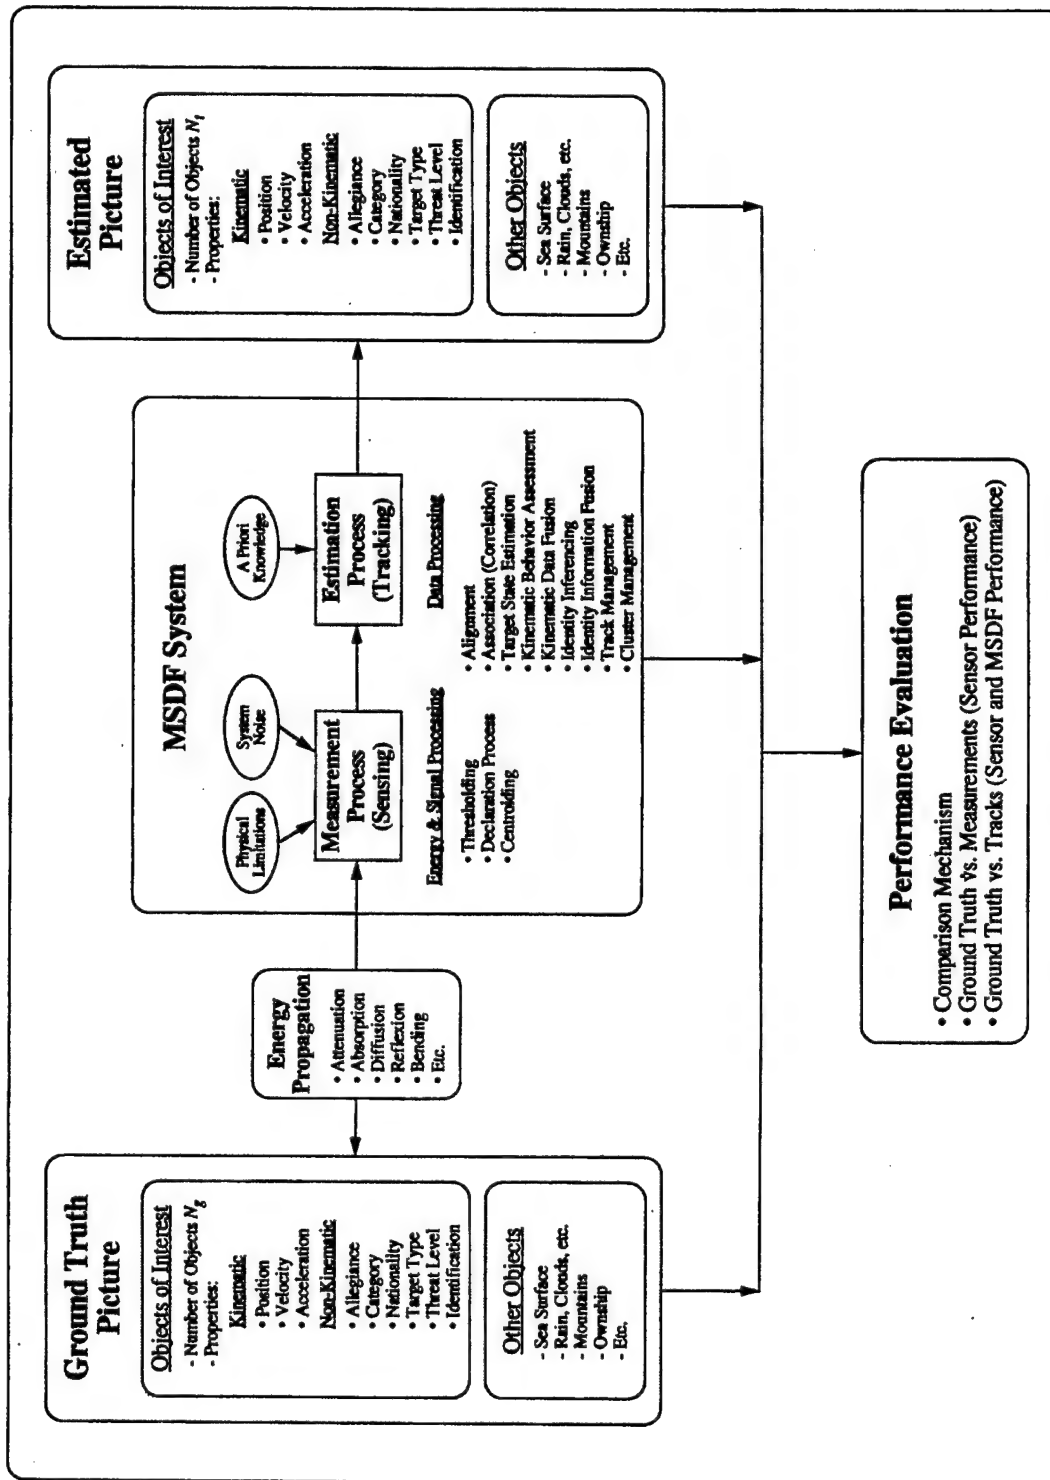 Ground Truth
Picture
Objects of Interest
- Number of Objects Ng
- Properties:
Kinematic
• Position
• Velocity
• Acceleration
Non-Kinematic
• Allegiance
• Category
• Nationality
• Target Type
• Threat Level
• Identification
Other Objects
- Sea Surface
- Rain, Clouds, etc.
- Mountains
- Ownship
- Etc.
Energy
Propagation
• Attenuation
• Absorption
• Diffusion
• Reflexion
• Bending
• Etc.
MSDF System
Physical
Limitations
System
Noise
A Priori
Knowledge
Measurement
Process
(Sensing)
Estimation
Process
(Tracking)
Energy & Signal Processing
• Thresholding
• Declaration Process
• Centroiding
Data Processing
• Alignment
• Association (Correlation)
• Target State Estimation
• Kinematic Behavior Assessment
• Kinematic Data Fusion
• Identity Inferencing
• Identity Information Fusion
• Track Management
• Cluster Management
Estimated
Picture
Objects of Interest
- Number of Objects Nt
- Properties:
Kinematic
• Position
• Velocity
• Acceleration
Non-Kinematic
• Allegiance
• Category
• Nationality
• Target Type
• Threat Level
• Identification
Other Objects
- Sea Surface
- Rain, Clouds, etc.
- Mountains
- Ownship
- Etc.
Performance Evaluation
• Comparison Mechanism
• Ground Truth vs. Measurements (Sensor Performance)
• Ground Truth vs. Tracks (Sensor and MSDF Performance)